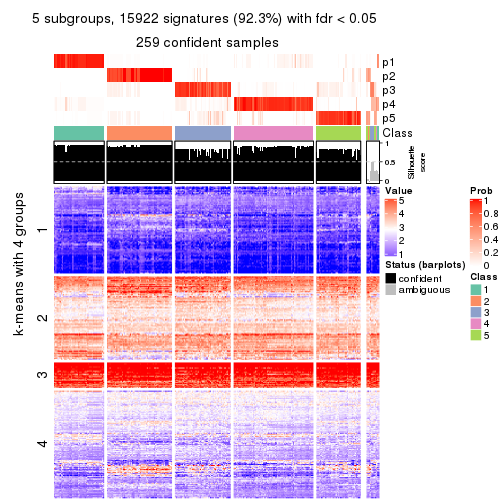 5 subgroups, 15922 signatures (92.3%) with fdr < 0.05
259 confident samples
p1
p2
p3
p4
p5
Class
1
0.5
0
Silhouette
score
k-means with 4 groups
1
2
3
4
Value
5
4
3
2
1
Status (barplots)
confident
ambiguous
Prob
1
0.8
0.6
0.4
0.2
0
Class
1
2
3
4
5